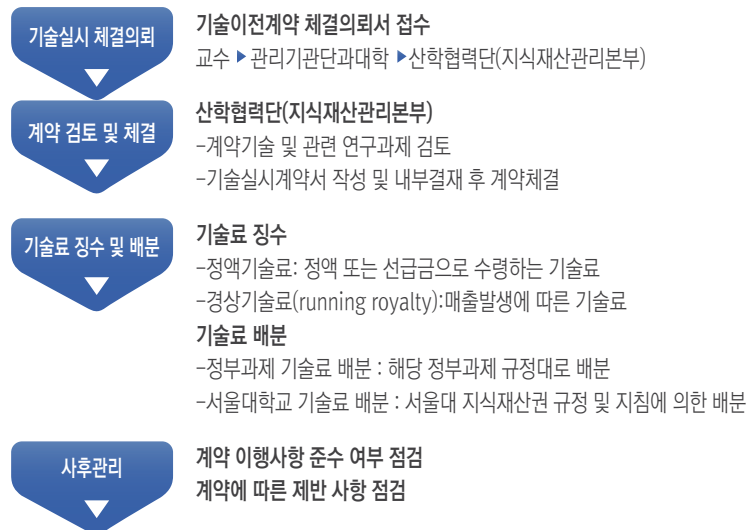 기술실시 체결의뢰
기술이전계약 체결의뢰서 접수
교수 ▶ 관리기관단과대학 ▶산학협력단(지식재산관리본부)
계약 검토 및 체결
산학협력단(지식재산관리본부)
-계약기술 및 관련 연구과제 검토
-기술실시계약서 작성 및 내부결재 후 계약체결
기술료 징수 및 배분
기술료 징수
-정액기술료: 정액 또는 선급금으로 수령하는 기술료
-경상기술료(running royalty):매출발생에 따른 기술료
기술료 배분
-정부과제 기술료 배분 : 해당 정부과제 규정대로 배분
-서울대학교 기술료 배분 : 서울대 지식재산권 규정 및 지침에 의한 배분
사후관리
계약 이행사항 준수 여부 점검
계약에 따른 제반 사항 점검